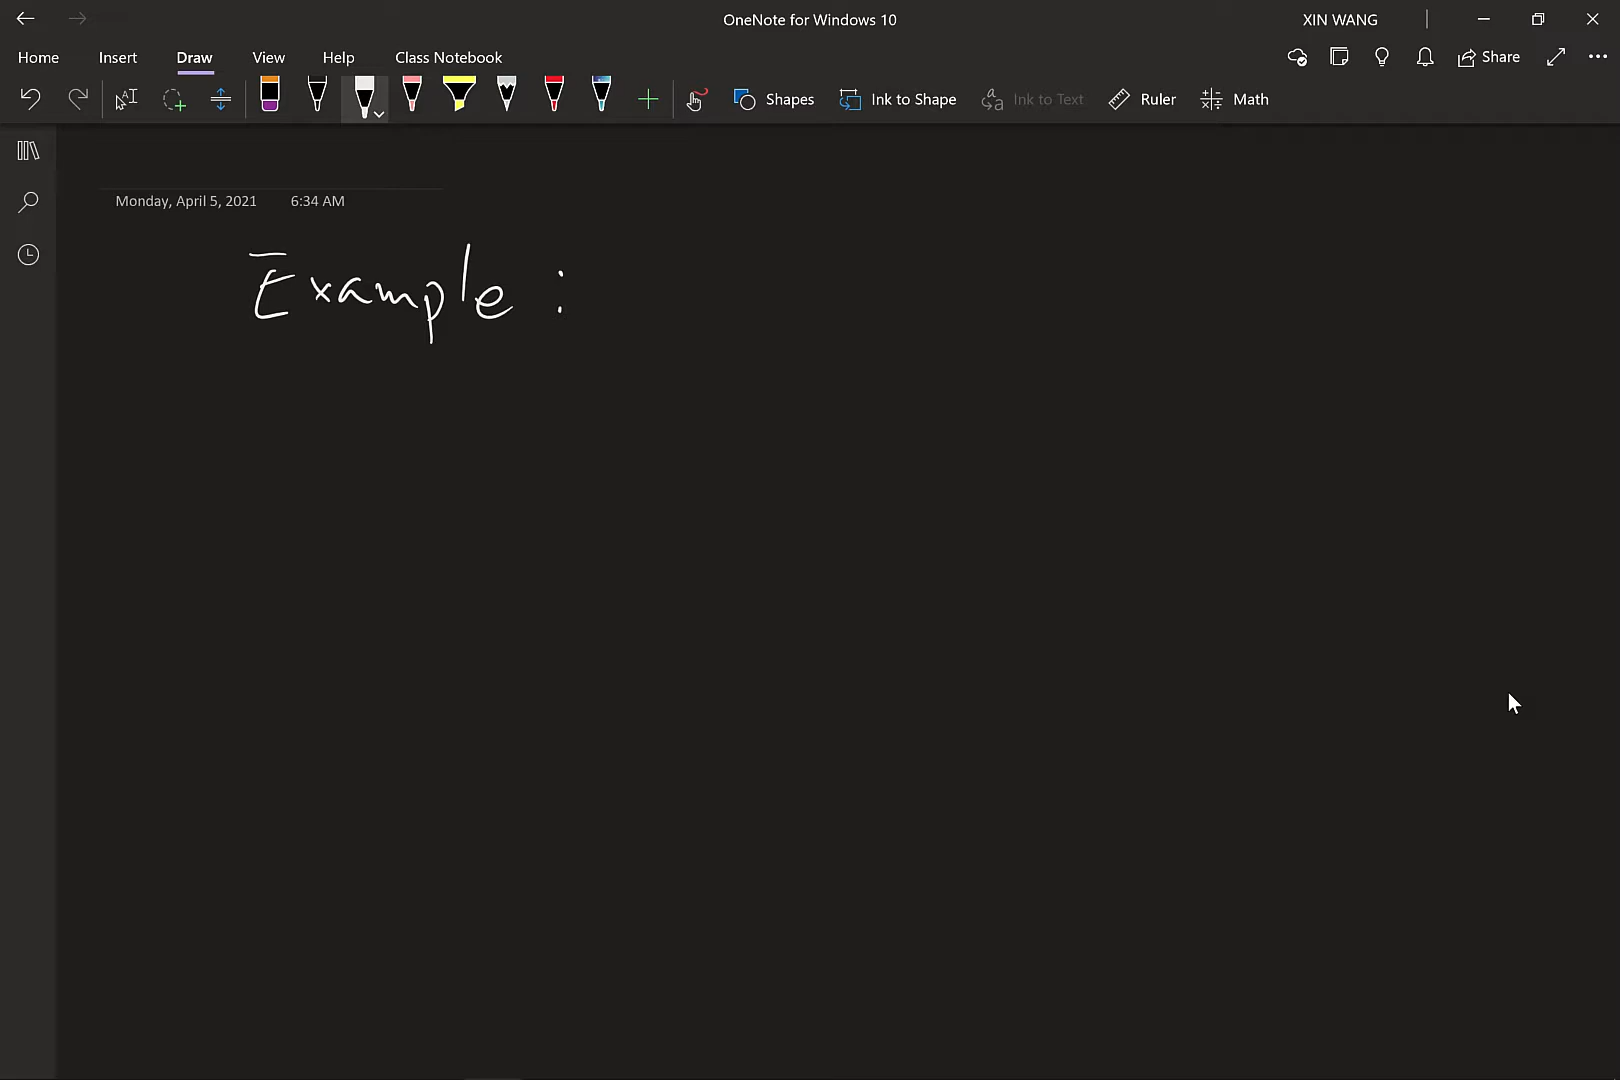 OneNote for Windows 10
XIN WANG
Home Insert Draw View Help Class Notebook
Share
Shapes Ink to Shape Ink to Text Ruler Math
Monday, April 5, 2021 6:34 AM
Example :